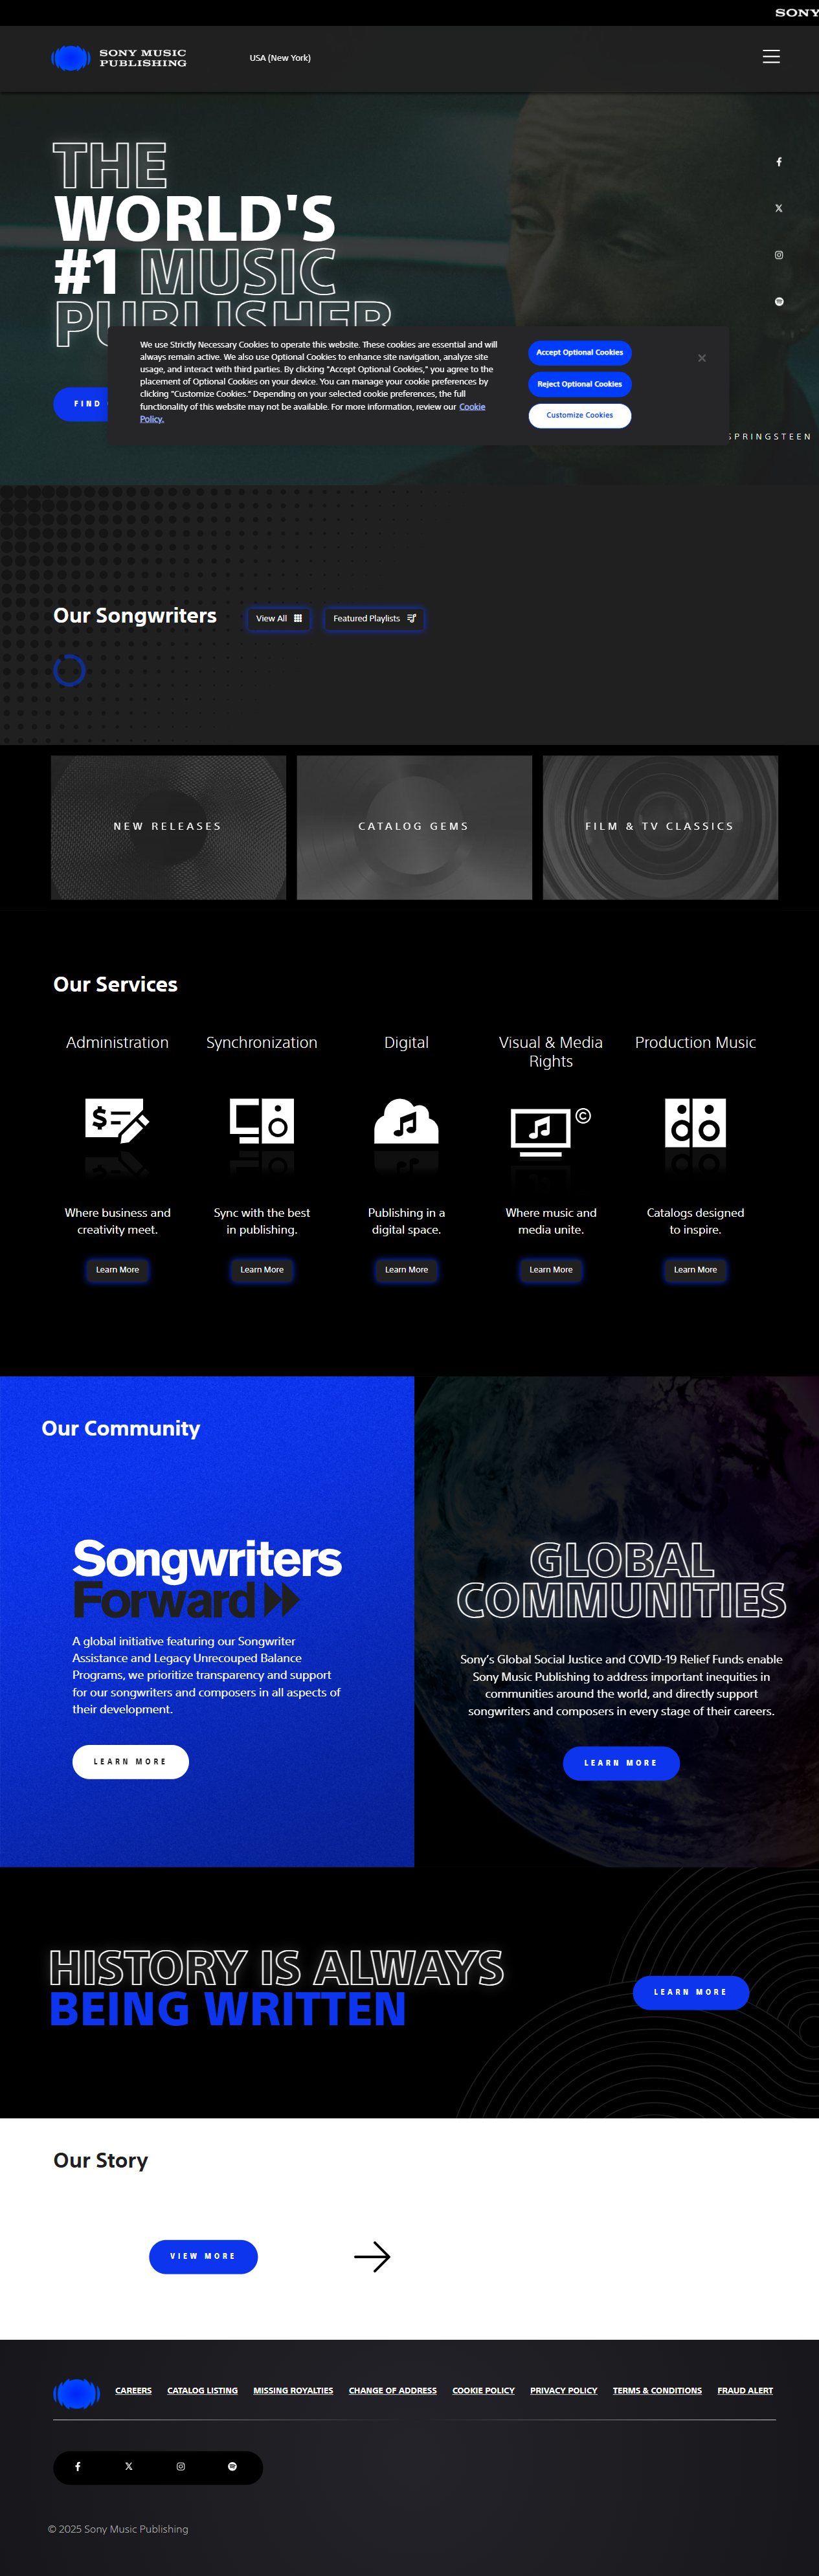 SONY
SONY MUSIC
PUBLISHING
USA (New York)
THE
WORLD'S
#1 MUSIC
PUBLISHER
FIND
We use Strictly Necessary Cookies to operate this website. These cookies are essential and will
always remain active. We also use Optional Cookies to enhance site navigation, analyze site
usage, and interact with third parties. By clicking "Accept Optional Cookies," you agree to the
placement of Optional Cookies on your device. You can manage your cookie preferences by
clicking "Customize Cookies." Depending on your selected cookie preferences, the full
functionality of this website may not be available. For more information, review our Cookie
Policy.
Accept Optional Cookies
Reject Optional Cookies
Customize Cookies
SPRINGSTEEN
Our Songwriters
View All
Featured Playlists
NEW RELEASES
CATALOG GEMS
FILM & TV CLASSICS
Our Services
Administration
Where business and
creativity meet.
Learn More
Synchronization
Sync with the best
in publishing.
Learn More
Digital
Publishing in a
digital space.
Learn More
Visual & Media
Rights
©
Where music and
media unite.
Learn More
Production Music
Catalogs designed
to inspire.
Learn More
Our Community
Songwriters
Forward
A global initiative featuring our Songwriter
Assistance and Legacy Unrecouped Balance
Programs, we prioritize transparency and support
for our songwriters and composers in all aspects of
their development.
LEARN MORE
GLOBAL
COMMUNITIES
Sony's Global Social Justice and COVID-19 Relief Funds enable
Sony Music Publishing to address important inequities in
communities around the world, and directly support
songwriters and composers in every stage of their careers.
LEARN MORE
HISTORY IS ALWAYS
BEING WRITTEN
LEARN MORE
Our Story
VIEW MORE
CAREERS
CATALOG LISTING
MISSING ROYALTIES
CHANGE OF ADDRESS
COOKIE POLICY
PRIVACY POLICY
TERMS & CONDITIONS
FRAUD ALERT
© 2025 Sony Music Publishing